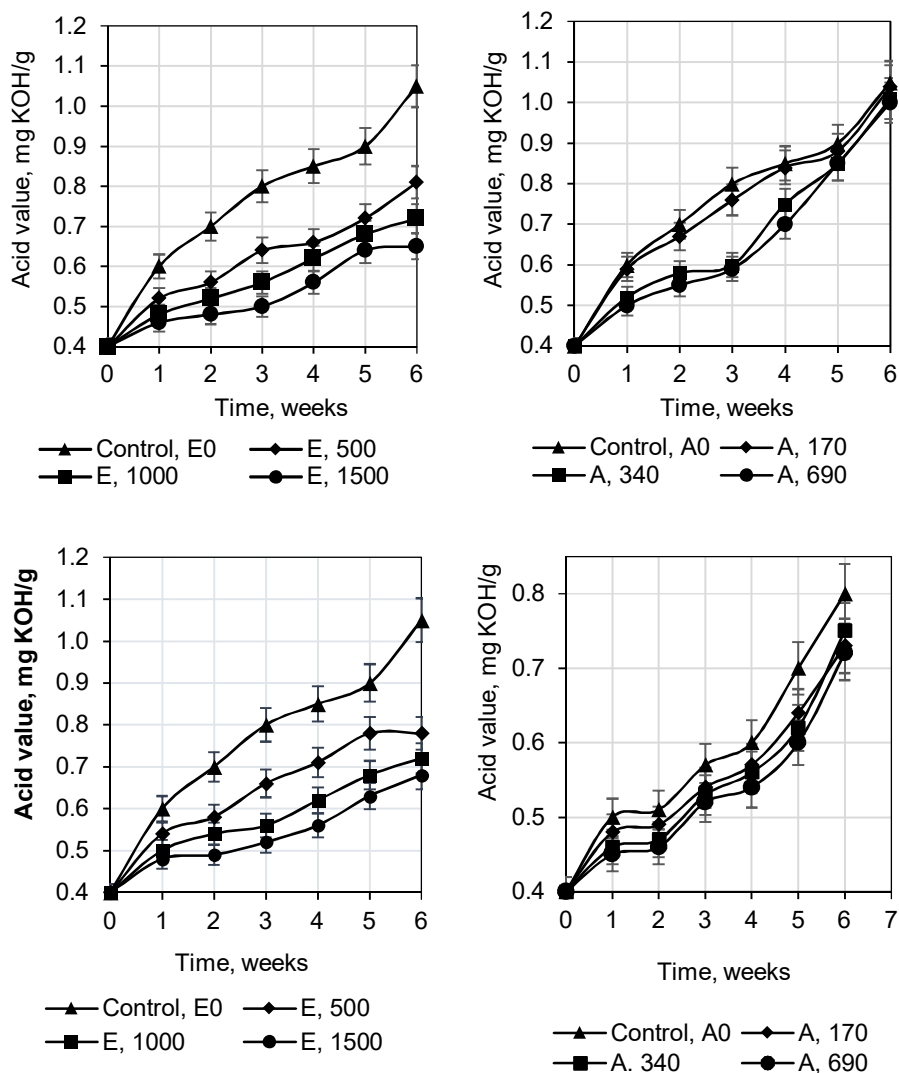 Acid value, mg KOH/g
1.2
1.1
1.0
0.9
0.8
0.7
0.6
0.5
0.4
0 1 2 3 4 5 6
Time, weeks
Control, E0 E, 500
E, 1000 E, 1500
Acid value, mg KOH/g
1.2
1.1
1.0
0.9
0.8
0.7
0.6
0.5
0.4
0 1 2 3 4 5 6
Time, weeks
Control, A0 A, 170
A, 340 A, 690
Acid value, mg KOH/g
1.2
1.1
1.0
0.9
0.8
0.7
0.6
0.5
0.4
0 1 2 3 4 5 6
Time, weeks
Control, E0 E, 500
E, 1000 E, 1500
Acid value, mg KOH/g
0.8
0.7
0.6
0.5
0.4
0 1 2 3 4 5 6 7
Time, weeks
Control, A0 A, 170
A. 340 A, 690